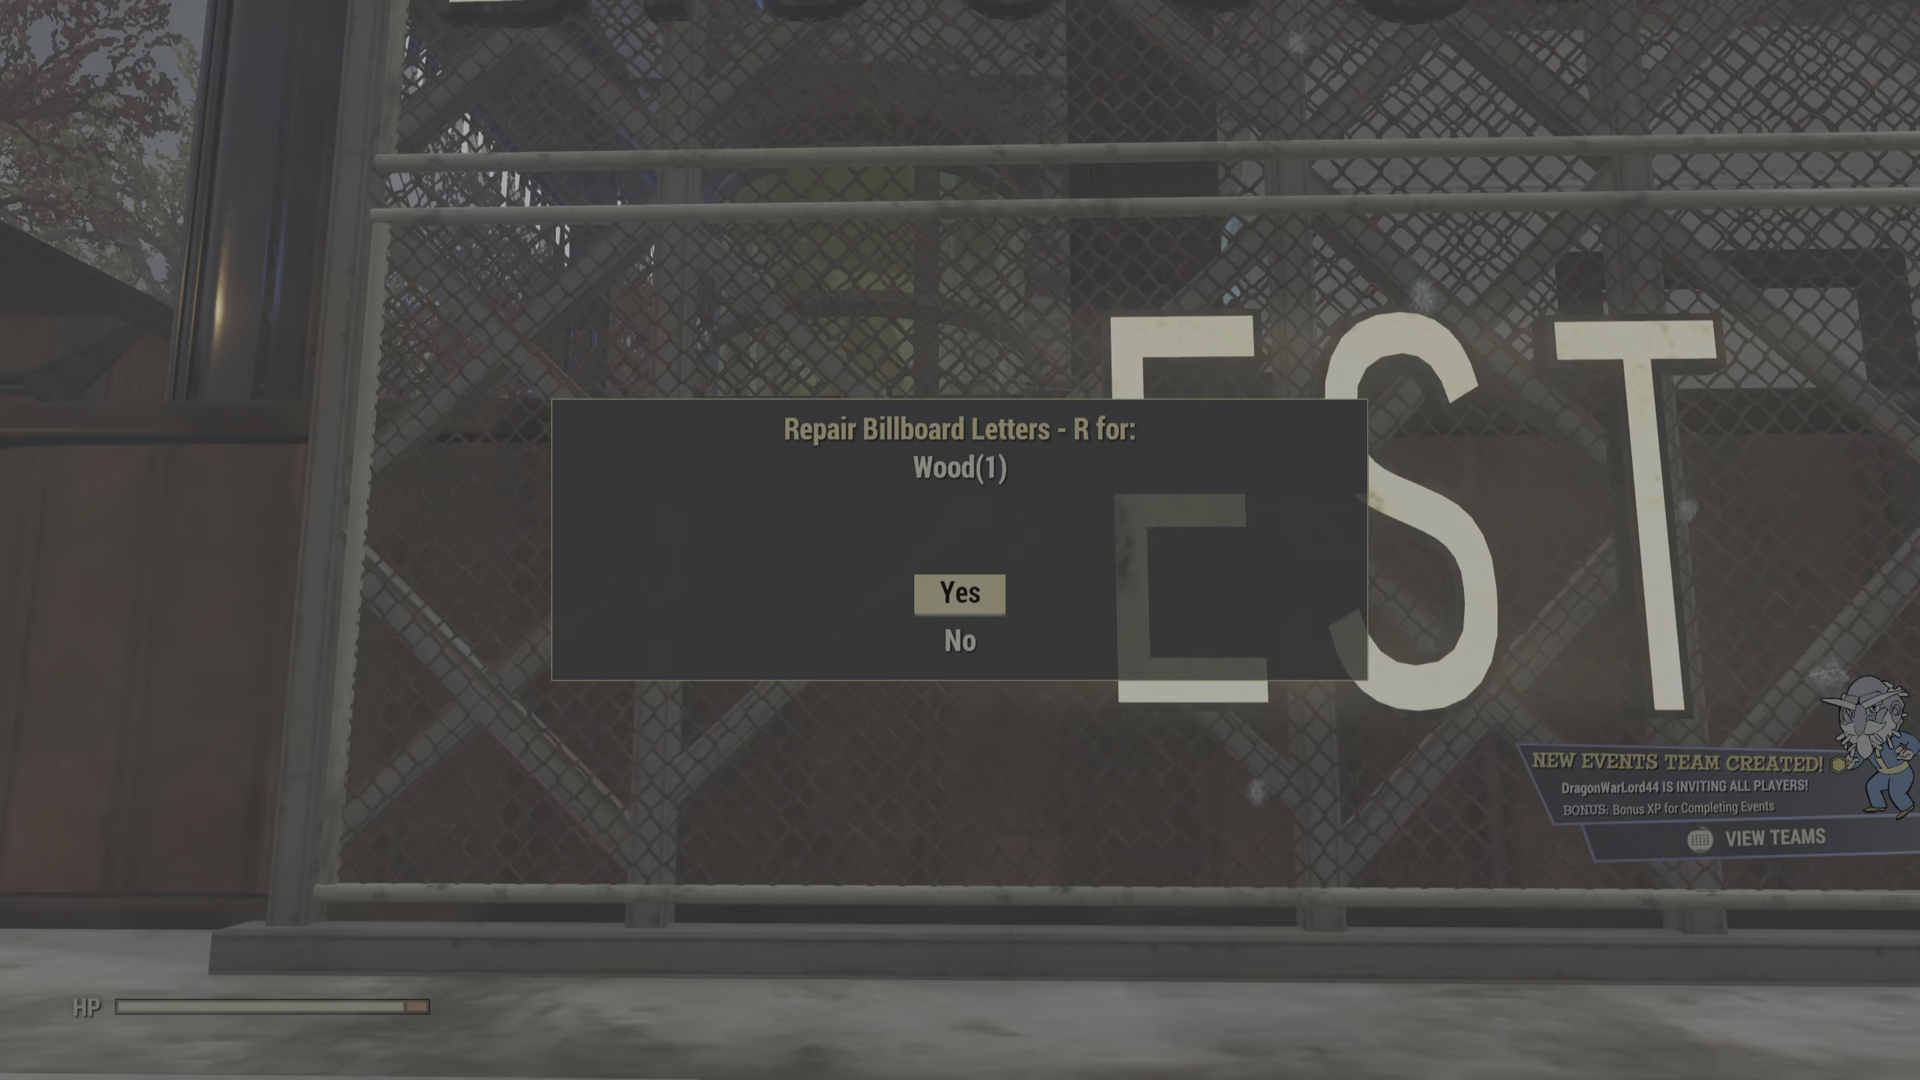 Repair Billboard Letters - R for:
Wood(1)
Yes
No
EST
NEW EVENTS TEAM CREATED!
DragonWarLord44 IS INVITING ALL PLAYERS!
BONUS: Bonus XP for Completing Events
VIEW TEAMS
HP